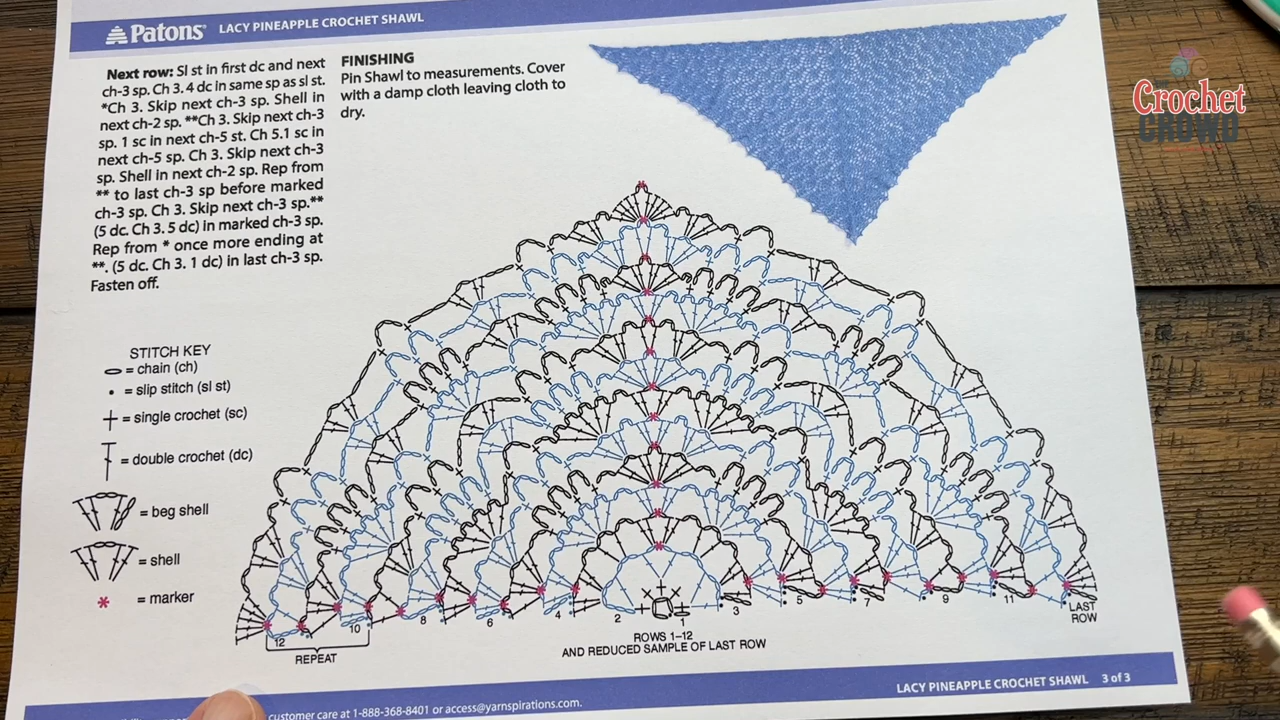 Patons® LACY PINEAPPLE CROCHET SHAWL
Next row: Sl st in first dc and next
ch-3 sp. Ch 3. 4 dc in same sp as sl st.
*Ch 3. Skip next ch-3 sp. Shell in
next ch-2 sp. **Ch 3. Skip next ch-3
sp. 1 sc in next ch-5 st. Ch 5.1 sc in
next ch-5 sp. Ch 3. Skip next ch-3
sp. Shell in next ch-2 sp. Rep from
** to last ch-3 sp before marked
ch-3 sp. Ch 3. Skip next ch-3 sp.**
(5 dc. Ch 3. 5 dc) in marked ch-3 sp.
Rep from * once more ending at
**. (5 dc. Ch 3. 1 dc) in last ch-3 sp.
Fasten off.
FINISHING
Pin Shawl to measurements. Cover
with a damp cloth leaving cloth to
dry.
Crochet
CROWD
STITCH KEY
= chain (ch)
= slip stitch (sl st)
= single crochet (sc)
= double crochet (dc)
= beg shell
= shell
= marker
12
10
8
6
4
2
1
3
5
7
9
11
LAST
ROW
REPEAT
ROWS 1–12
AND REDUCED SAMPLE OF LAST ROW
LACY PINEAPPLE CROCHET SHAWL 3 of 3
customer care at 1-888-368-8401 or access@yarnspirations.com.